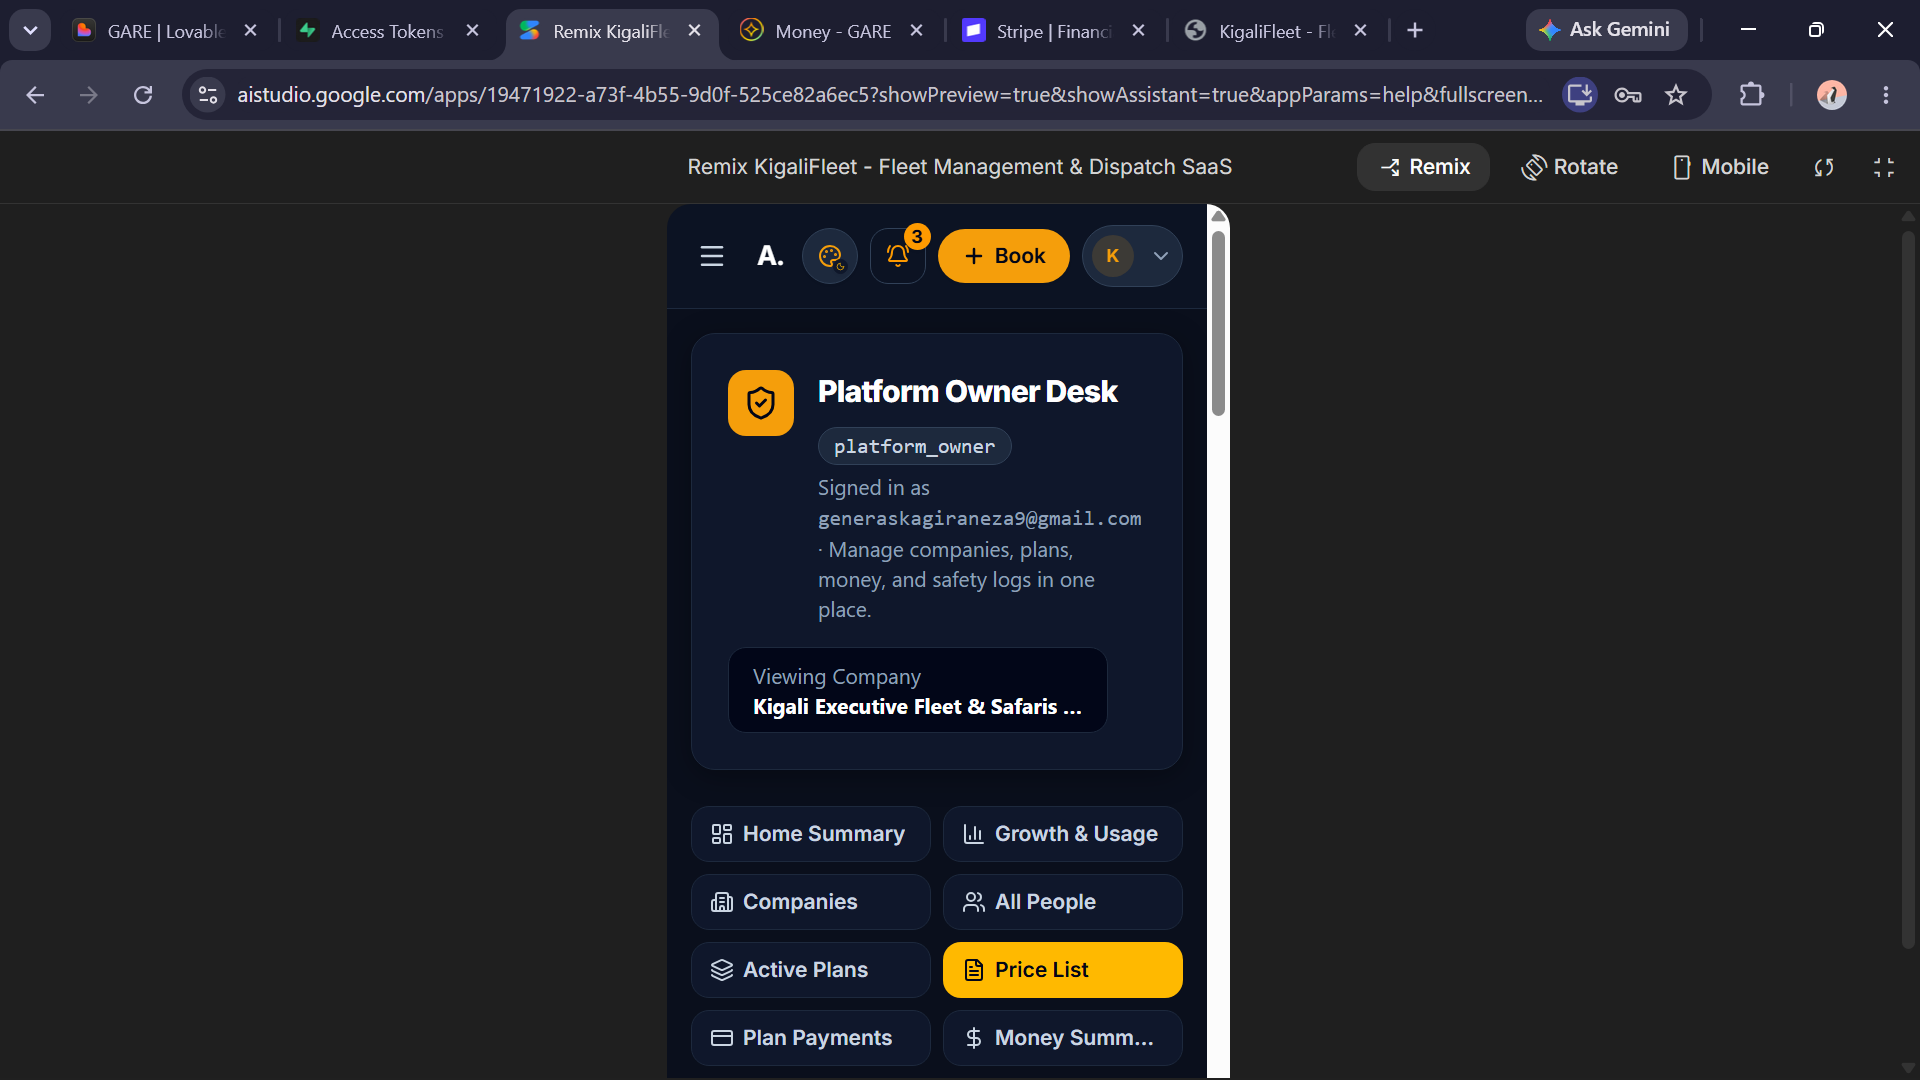 GARE | Lovable
Access Tokens
Remix KigaliFle
Money - GARE
Stripe | Financi
KigaliFleet - Fl
Ask Gemini
aistudio.google.com/apps/19471922-a73f-4b55-9d0f-525ce82a6ec5?showPreview=true&showAssistant=true&appParams=help&fullscreen...
Remix KigaliFleet - Fleet Management & Dispatch SaaS
Remix
Rotate
Mobile
A.
3
+ Book
K
Platform Owner Desk
platform_owner
Signed in as
generaskagiraneza9@gmail.com
· Manage companies, plans,
money, and safety logs in one
place.
Viewing Company
Kigali Executive Fleet & Safaris ...
Home Summary
Growth & Usage
Companies
All People
Active Plans
Price List
Plan Payments
Money Summ...